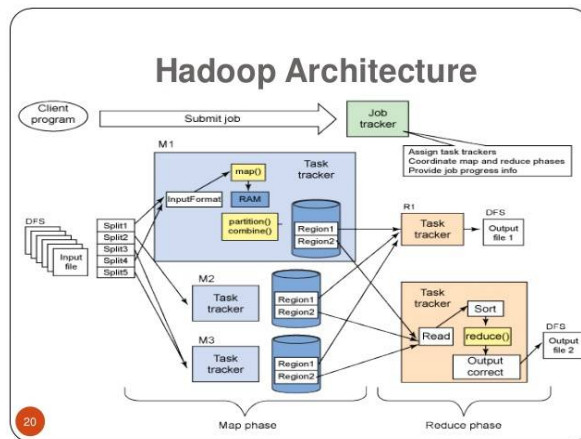 Hadoop Architecture
Client
program
Submit job
Job
tracker
Assign task trackers
Coordinate map and reduce phases
Provide job progress info
M1
Task
tracker
map()
InputFormat
RAM
partition()
combine()
Region1
Region2
DFS
Input
file
Split1
Split2
Split3
Split4
Split5
M2
Task
tracker
Region1
Region2
M3
Task
tracker
Region1
Region2
R1
Task
tracker
DFS
Output
file 1
Task
tracker
Sort
Read
reduce()
Output
correct
DFS
Output
file 2
Map phase
Reduce phase
20